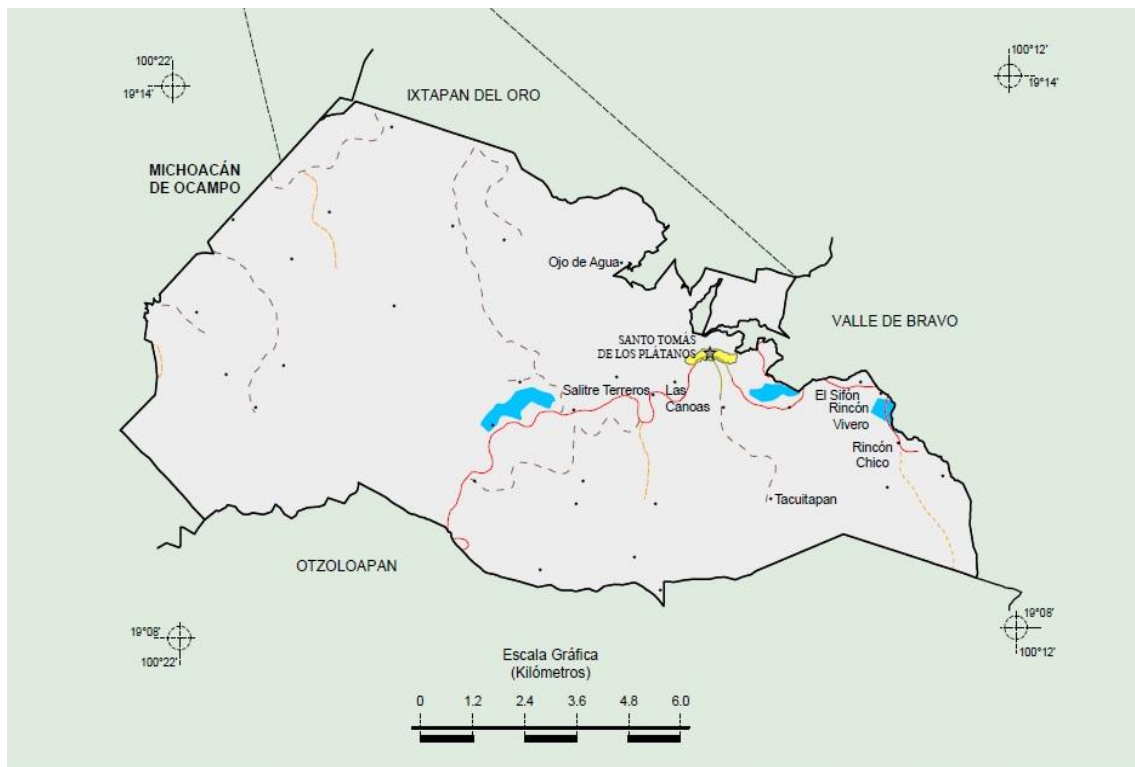 100°22'
19°14'
100°12'
19°14'
IXTAPAN DEL ORO
MICHOACÁN
DE OCAMPO
Ojo de Agua
VALLE DE BRAVO
SANTO TOMÁS
DE LOS PLÁTANOS
Salitre Terreros
Las
Canoas
El Sifón
Rincón
Vivero
Rincón
Chico
Tacuitapan
OTZOLOAPAN
19°08'
100°22'
19°08'
100°12'
Escala Gráfica
(Kilómetros)
0 1.2 2.4 3.6 4.8 6.0